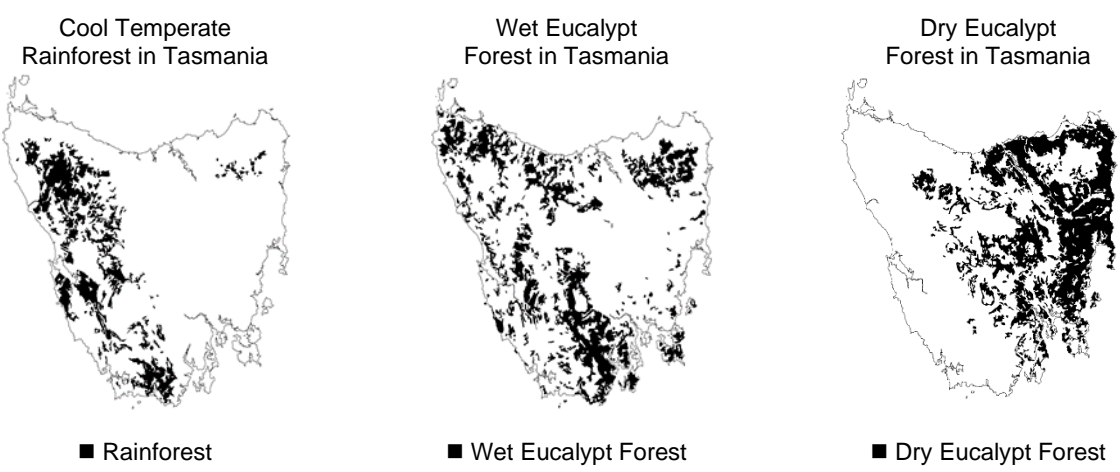 Cool Temperate
Rainforest in Tasmania
Wet Eucalypt
Forest in Tasmania
Dry Eucalypt
Forest in Tasmania
■ Rainforest
■ Wet Eucalypt Forest
■ Dry Eucalypt Forest